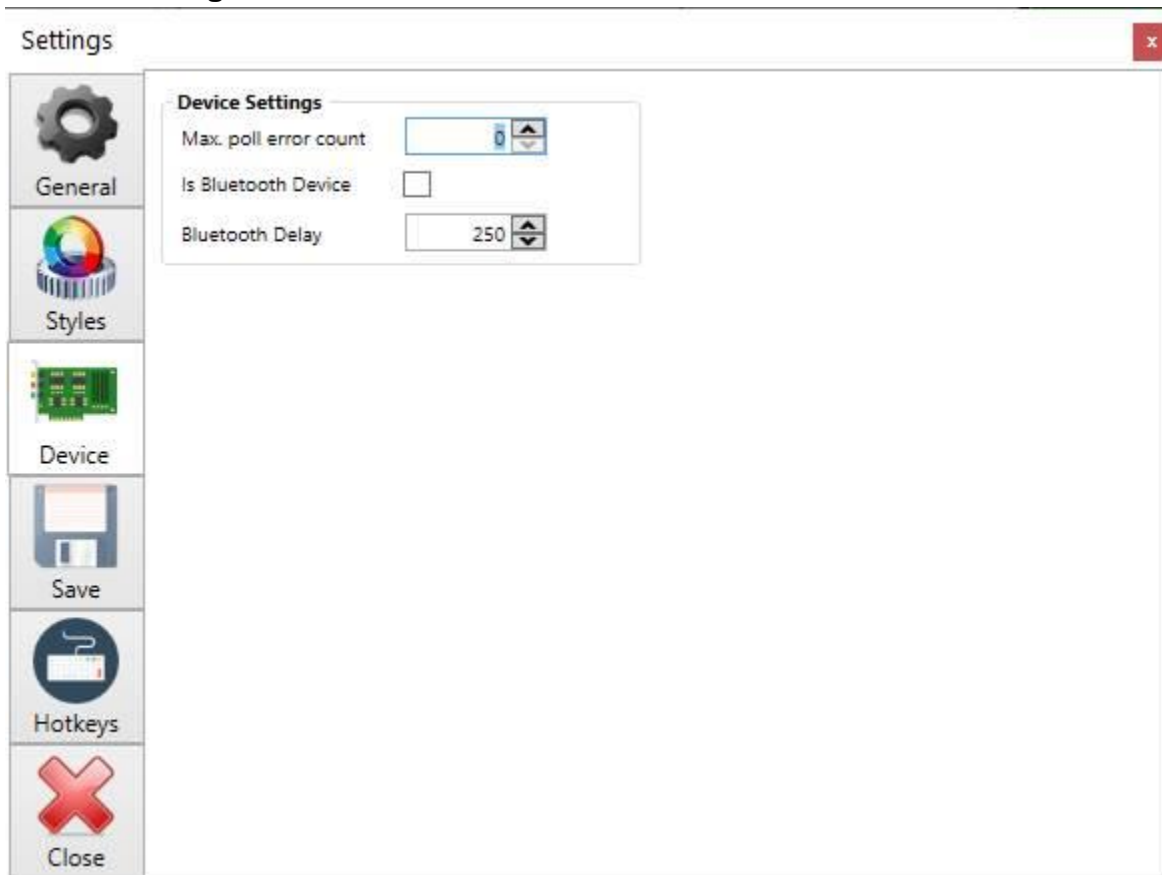 Settings
x
General
Styles
Device
Save
Hotkeys
Close
Device Settings
Max. poll error count 0
Is Bluetooth Device
Bluetooth Delay 250